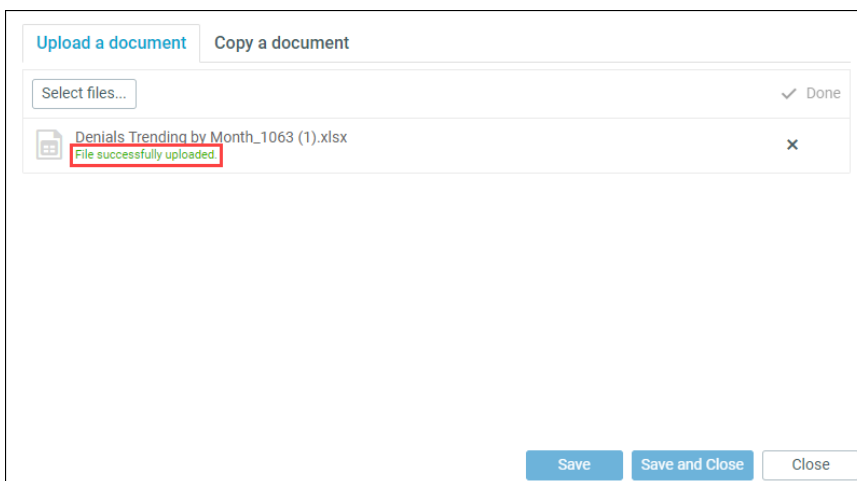 Upload a document Copy a document
Select files... Done
Denials Trending by Month_1063 (1).xlsx
File successfully uploaded.
Save Save and Close Close